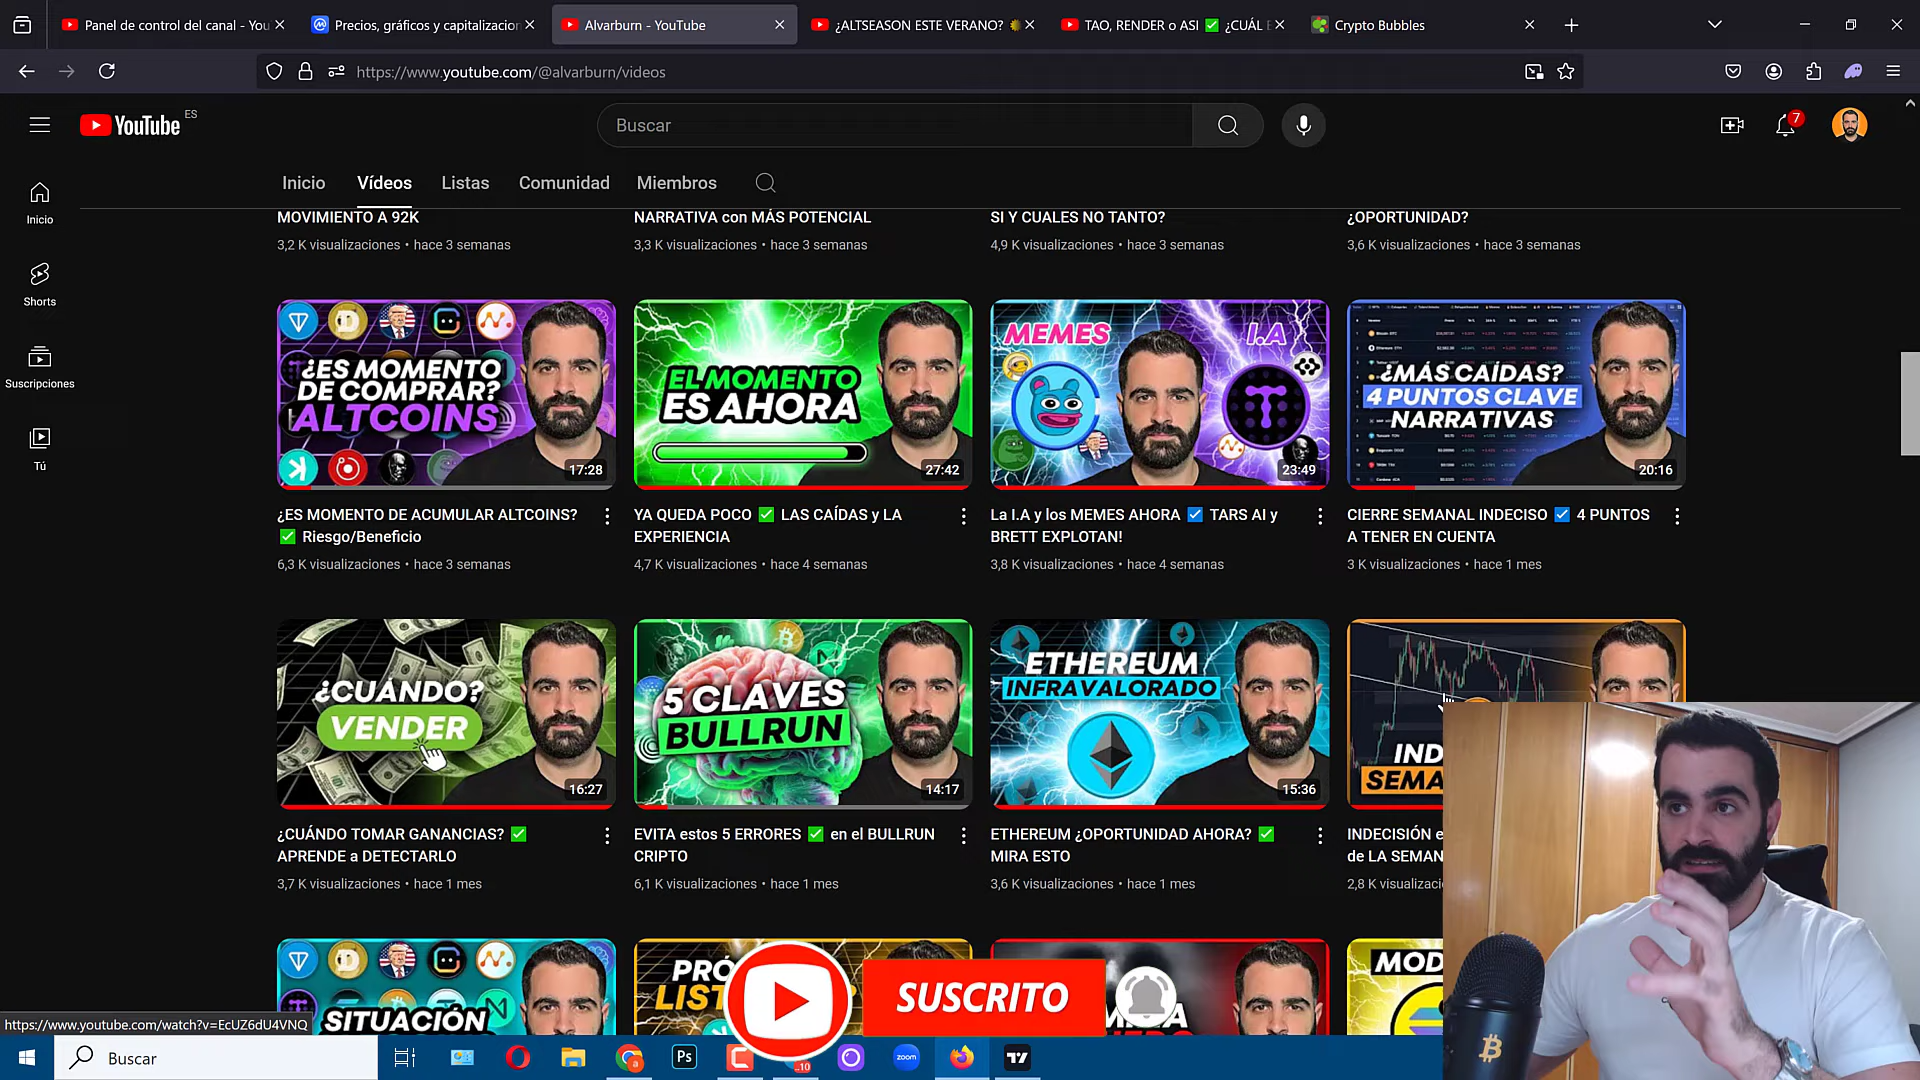 Panel de control del canal - You
Precios, gráficos y capitalizacion
Alvarburn - YouTube
¿ALTSEASON ESTE VERANO?
TAO, RENDER o ASI ✅ ¿CUÁL E
Crypto Bubbles
https://www.youtube.com/@alvarburn/videos
YouTube ES
Buscar
7
Inicio
Vídeos
Listas
Comunidad
Miembros
Inicio
Shorts
Suscripciones
Tú
MOVIMIENTO A 92K
3,2 K visualizaciones • hace 3 semanas
NARRATIVA con MÁS POTENCIAL
3,3 K visualizaciones • hace 3 semanas
SI Y CUALES NO TANTO?
4,9 K visualizaciones • hace 3 semanas
¿OPORTUNIDAD?
3,6 K visualizaciones • hace 3 semanas
¿ES MOMENTO
DE COMPRAR?
ALTCOINS
17:28
EL MOMENTO
ES AHORA
27:42
MEMES
I.A
23:49
¿MÁS CAÍDAS?
4 PUNTOS CLAVE
NARRATIVAS
20:16
¿ES MOMENTO DE ACUMULAR ALTCOINS?
✅ Riesgo/Beneficio
6,3 K visualizaciones • hace 3 semanas
YA QUEDA POCO ✅ LAS CAÍDAS y LA
EXPERIENCIA
4,7 K visualizaciones • hace 4 semanas
La I.A y los MEMES AHORA ☑️ TARS AI y
BRETT EXPLOTAN!
3,8 K visualizaciones • hace 4 semanas
CIERRE SEMANAL INDECISO ☑️ 4 PUNTOS
A TENER EN CUENTA
3 K visualizaciones • hace 1 mes
¿CUÁNDO?
VENDER
16:27
5 CLAVES
BULLRUN
14:17
ETHEREUM
INFRAVALORADO
15:36
IND
SEMA
¿CUÁNDO TOMAR GANANCIAS? ✅
APRENDE a DETECTARLO
3,7 K visualizaciones • hace 1 mes
EVITA estos 5 ERRORES ✅ en el BULLRUN
CRIPTO
6,1 K visualizaciones • hace 1 mes
ETHEREUM ¿OPORTUNIDAD AHORA? ✅
MIRA ESTO
3,6 K visualizaciones • hace 1 mes
INDECISIÓN e
de LA SEMAN
2,8 K visualizaci
SITUACIÓN
PRÓ
LIST
MOD
SUSCRITO
https://www.youtube.com/watch?v=EcUZ6dU4VNQ
Buscar
Ps
zoom
..10